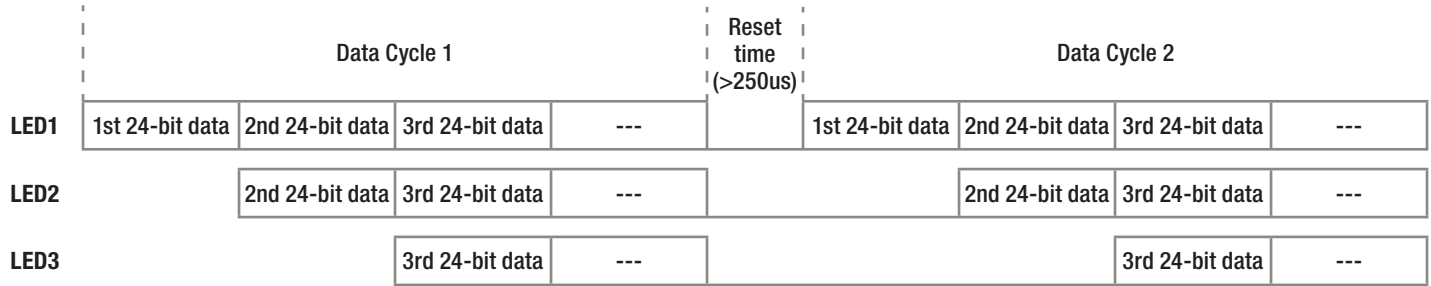 Data Cycle 1
Reset
time
(>250us)
Data Cycle 2
LED1 1st 24-bit data 2nd 24-bit data 3rd 24-bit data --- 1st 24-bit data 2nd 24-bit data 3rd 24-bit data ---
LED2 2nd 24-bit data 3rd 24-bit data --- 2nd 24-bit data 3rd 24-bit data ---
LED3 3rd 24-bit data --- 3rd 24-bit data ---